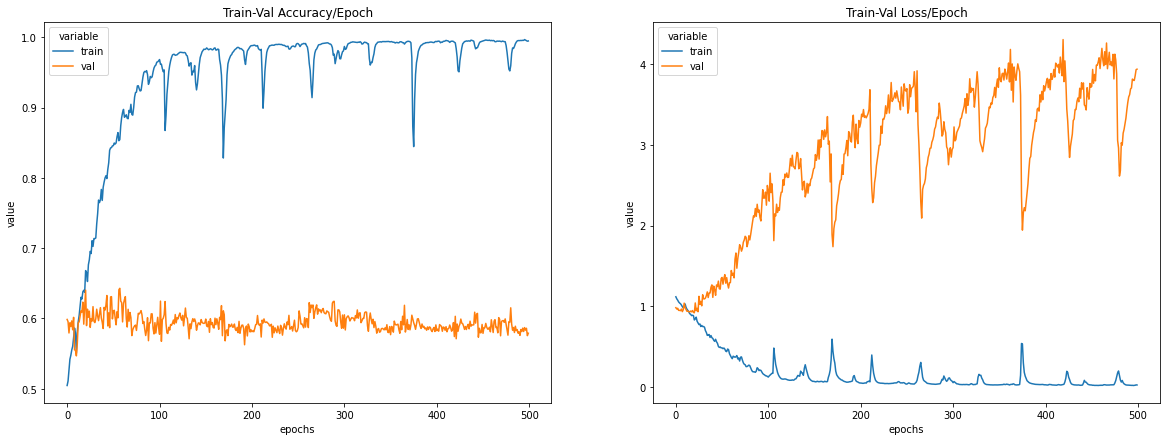 Train-Val Accuracy/Epoch
variable
train
val
value
1.0
0.9
0.8
0.7
0.6
0.5
0
100
200
300
400
500
epochs
Train-Val Loss/Epoch
variable
train
val
value
4
3
2
1
0
0
100
200
300
400
500
epochs